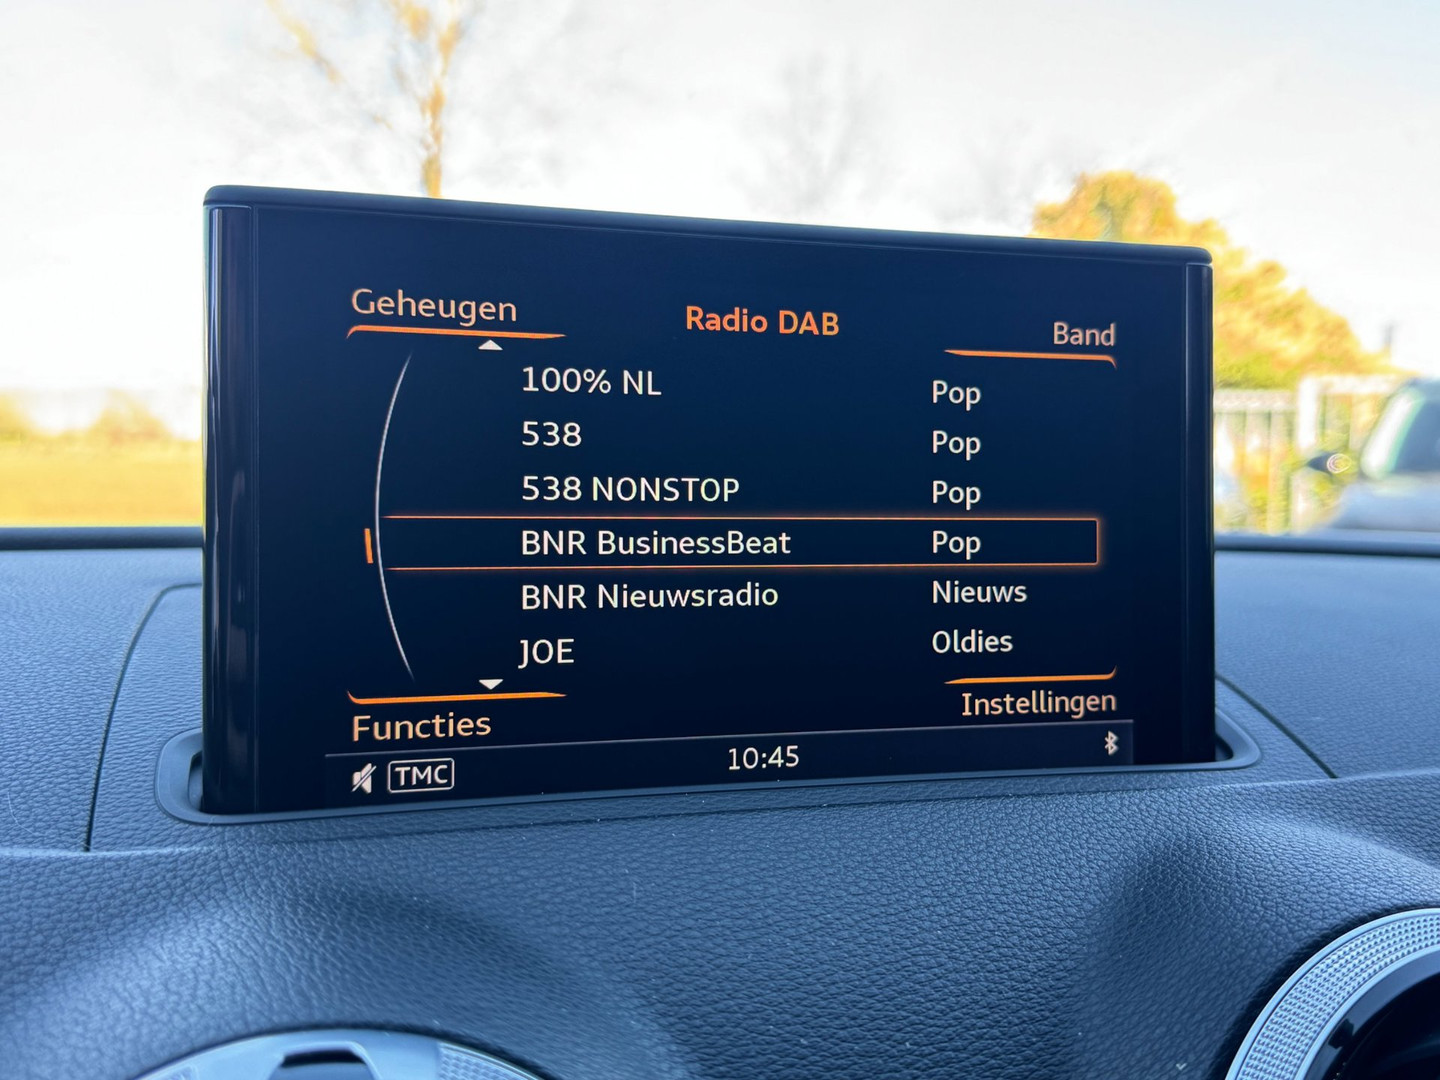 Geheugen
Radio DAB
Band
100% NL Pop
538 Pop
538 NONSTOP Pop
BNR BusinessBeat Pop
BNR Nieuwsradio Nieuws
JOE Oldies
Functies
Instellingen
TMC
10:45